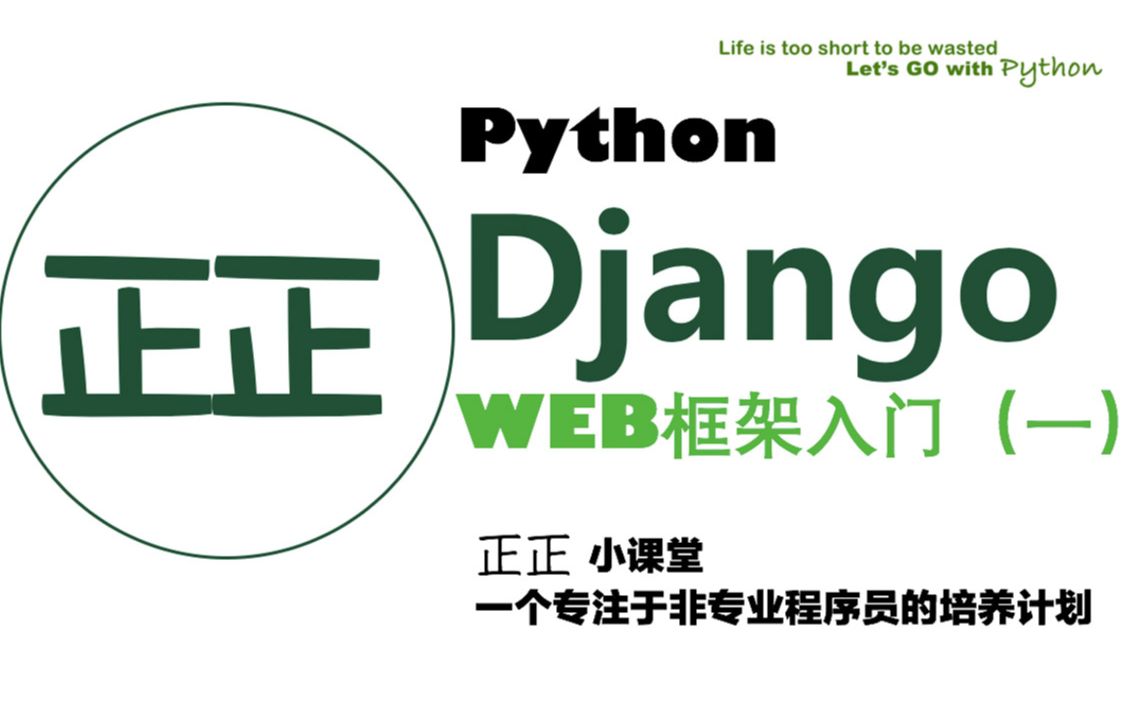 Life is too short to be wasted
Let's GO with Python
正正
Python
Django
WEB框架入门（一）
正正 小课堂
一个专注于非专业程序员的培养计划